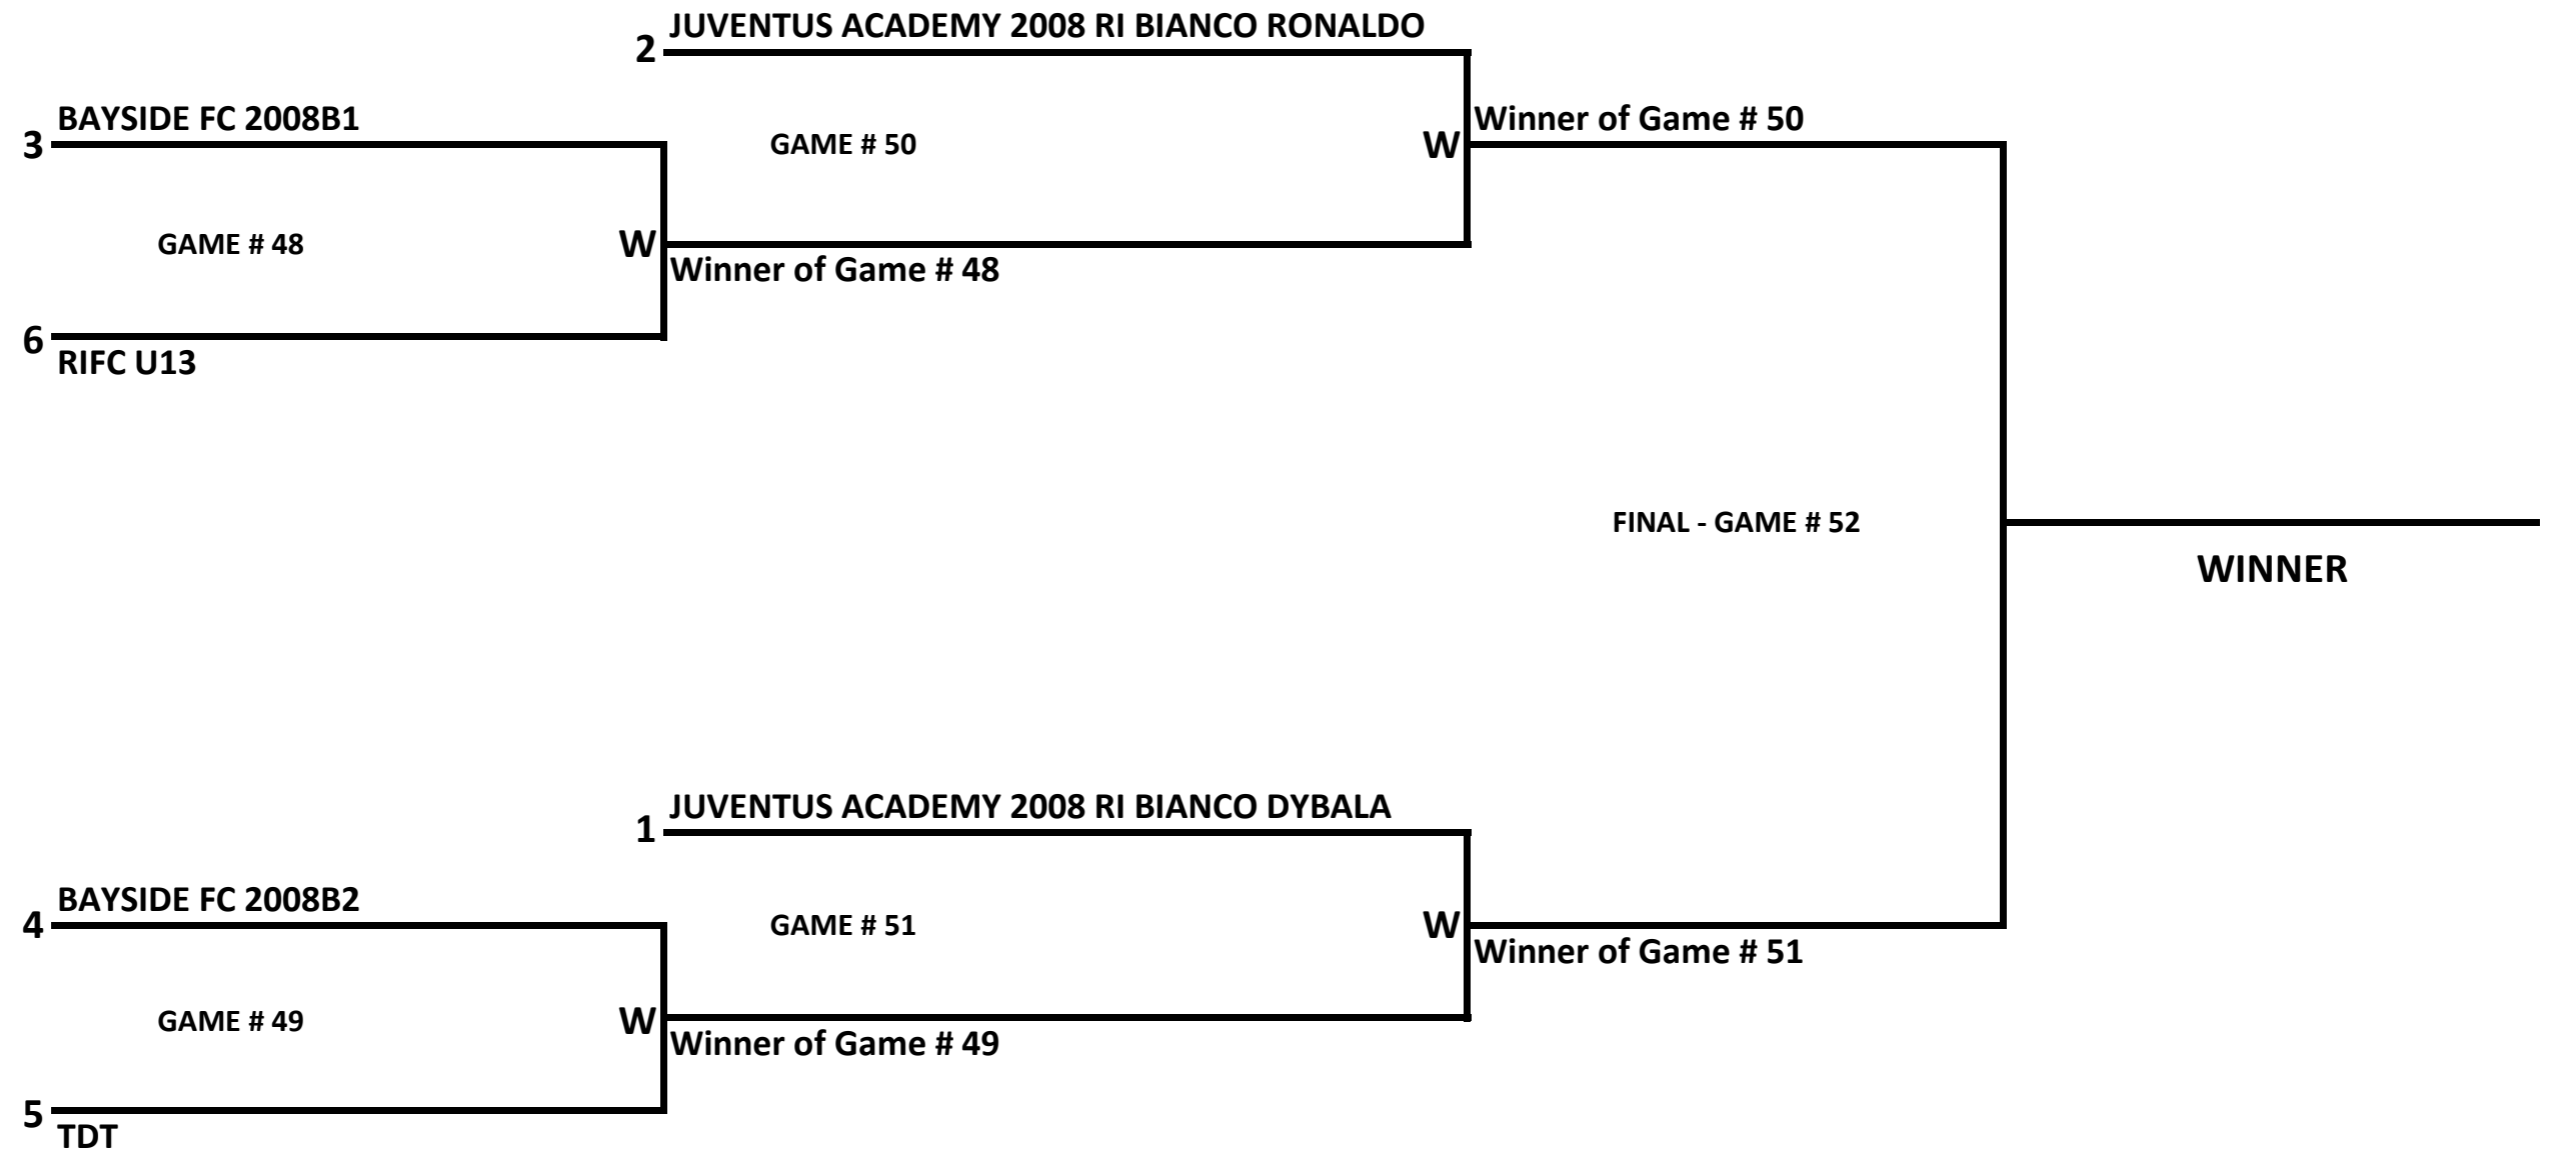 JUVENTUS ACADEMY 2008 RI BIANCO RONALDO
2
BAYSIDE FC 2008B1
3
GAME # 50
W
Winner of Game # 50
GAME # 48
W
Winner of Game # 48
6
RIFC U13
FINAL - GAME # 52
WINNER
JUVENTUS ACADEMY 2008 RI BIANCO DYBALA
1
BAYSIDE FC 2008B2
4
GAME # 51
W
Winner of Game # 51
GAME # 49
W
Winner of Game # 49
5
TDT